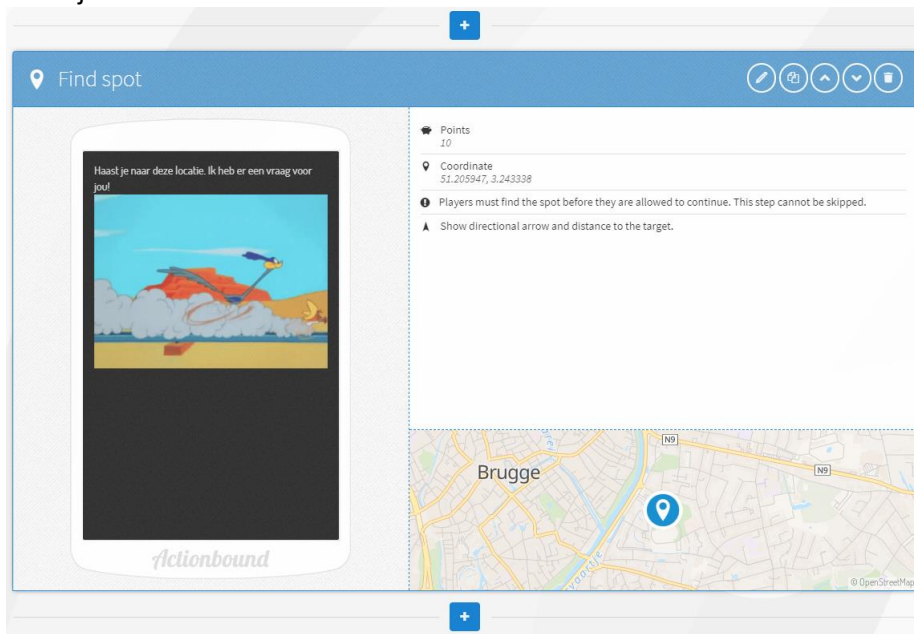 Find spot
Haast je naar deze locatie. Ik heb er een vraag voor
jou!
Actionbound
Points
10
Coordinate
51.205947, 3.243338
Players must find the spot before they are allowed to continue. This step cannot be skipped.
Show directional arrow and distance to the target.
N9
Brugge
N9
vaartje
© OpenStreetMap